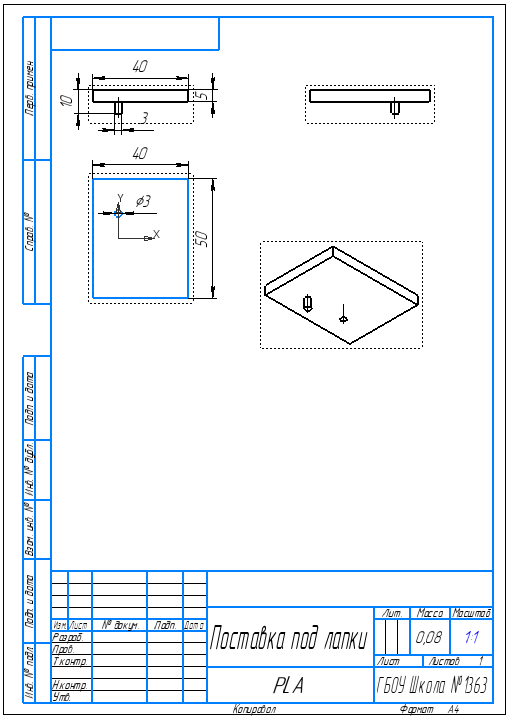 Перв. примен.
Справ. №
Подп. и дата
Инв. № дубл.
Взам. инв. №
Подп. и дата
Инв. № подл.
40
10
5
3
40
Y
⌀3
X
50
Изм.
Лист
№ докум.
Подп.
Дата
Разраб.
Пров.
Т.контр.
Н.контр.
Утв.
Поставка под лапки
PLA
Лит.
Масса
Масштаб
0,08
1:1
Лист
Листов 1
ГБОУ Школа №1363
Копировал
Формат A4